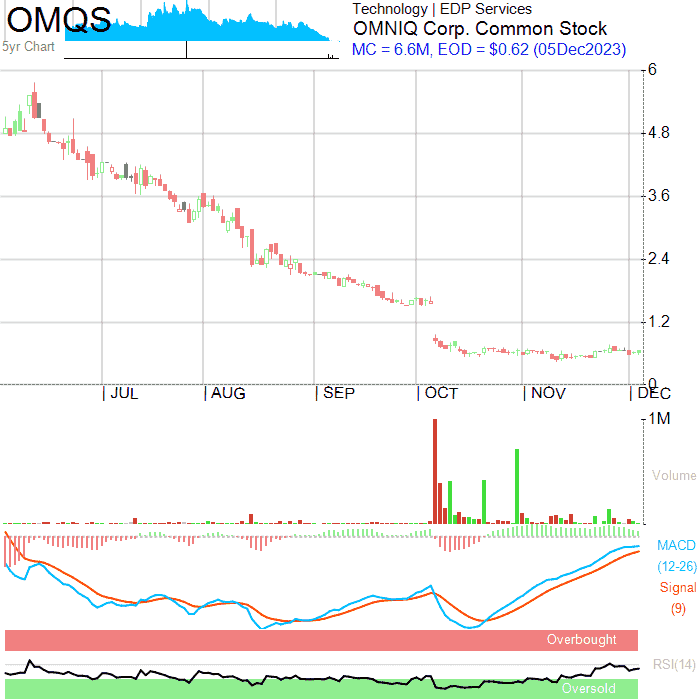 OMQS
5yr Chart
Technology | EDP Services
OMNIQ Corp. Common Stock
MC = 6.6M, EOD = $0.62 (05Dec2023)
6
4.8
3.6
2.4
1.2
0
| JUL | AUG | SEP | OCT | NOV | DEC
1M
Volume
MACD
(12-26)
Signal
(9)
Overbought
RSI(14)
Oversold